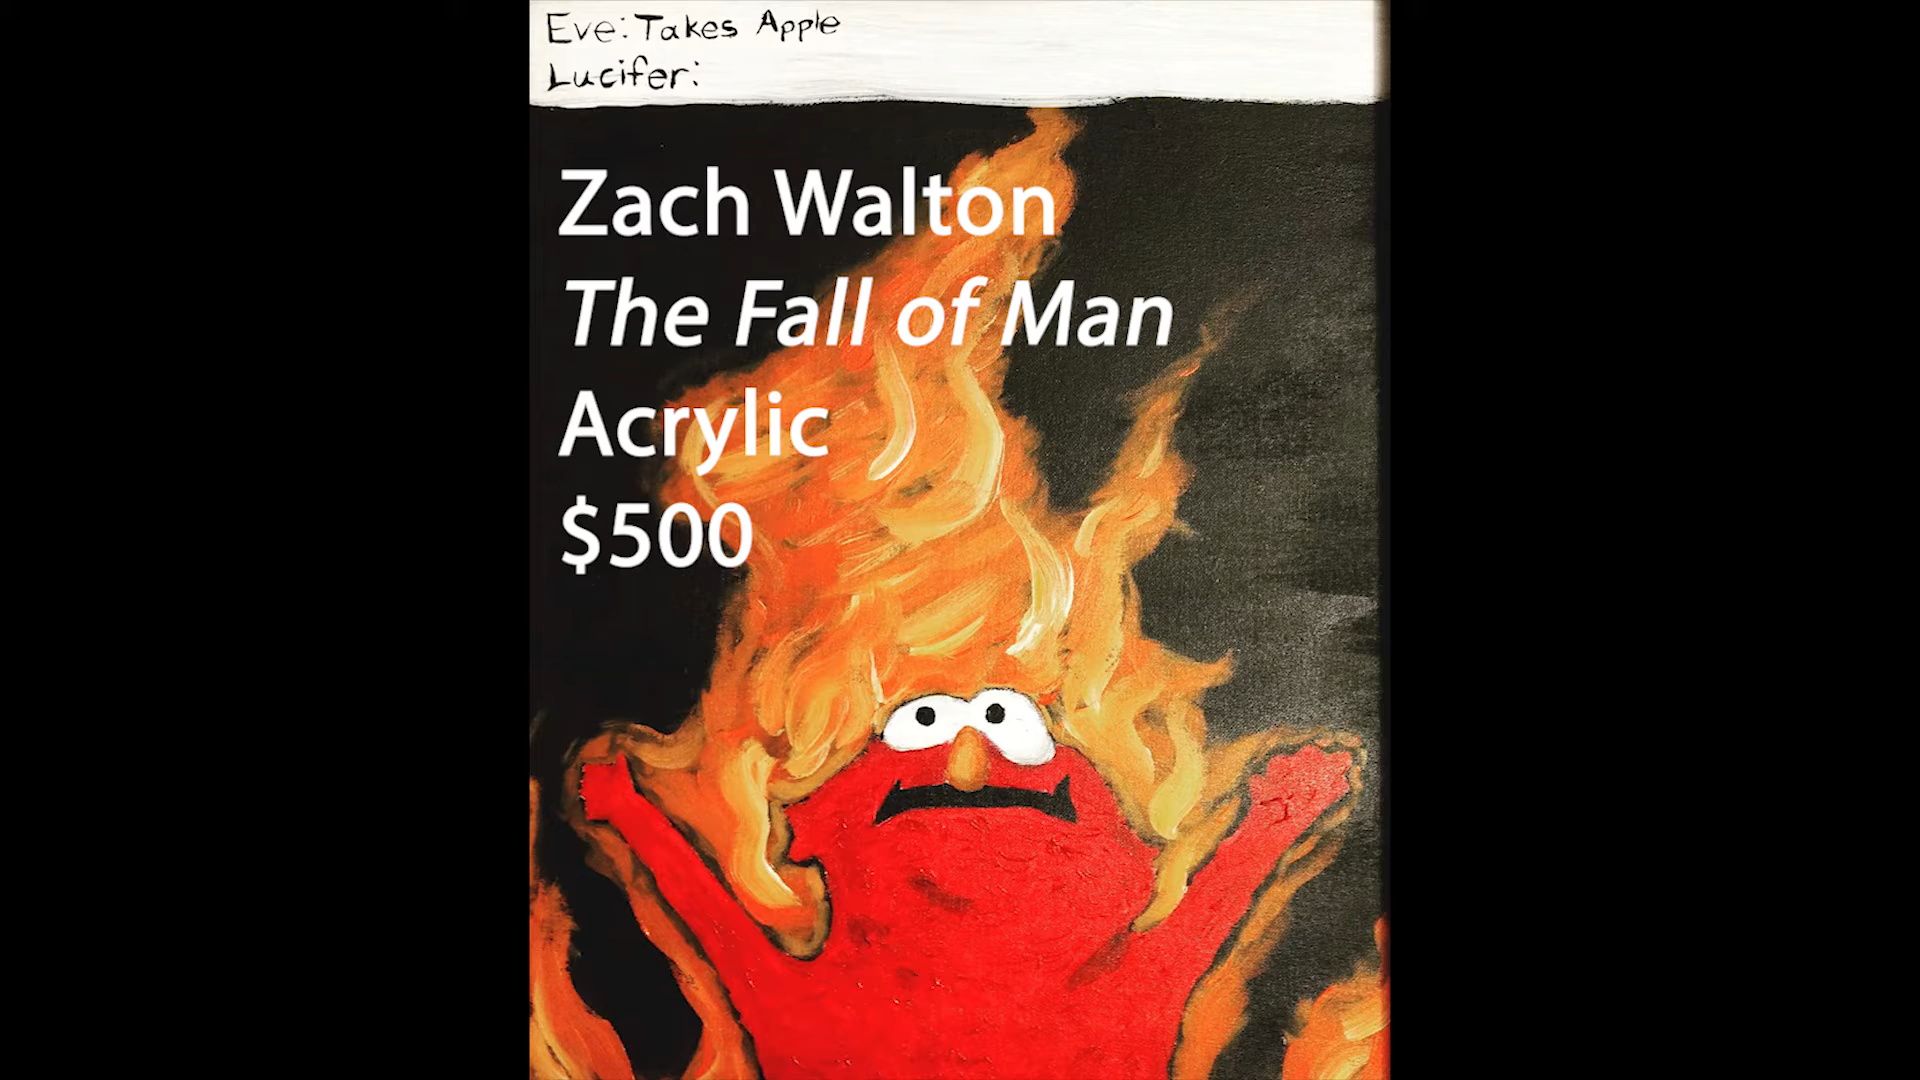 Eve: Takes Apple
Lucifer:
Zach Walton
The Fall of Man
Acrylic
$500